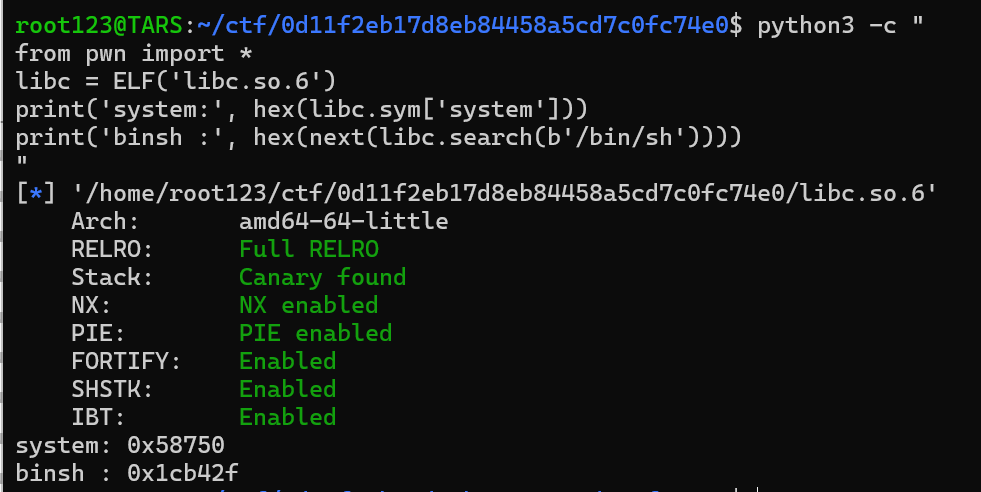 root123@TARS:~/ctf/0d11f2eb17d8eb84458a5cd7c0fc74e0$ python3 -c "
from pwn import *
libc = ELF('libc.so.6')
print('system:', hex(libc.sym['system']))
print('binsh :', hex(next(libc.search(b'/bin/sh'))))
"
[*] '/home/root123/ctf/0d11f2eb17d8eb84458a5cd7c0fc74e0/libc.so.6'
    Arch:       amd64-64-little
    RELRO:      Full RELRO
    Stack:      Canary found
    NX:         NX enabled
    PIE:        PIE enabled
    FORTIFY:    Enabled
    SHSTK:      Enabled
    IBT:        Enabled
system: 0x58750
binsh : 0x1cb42f